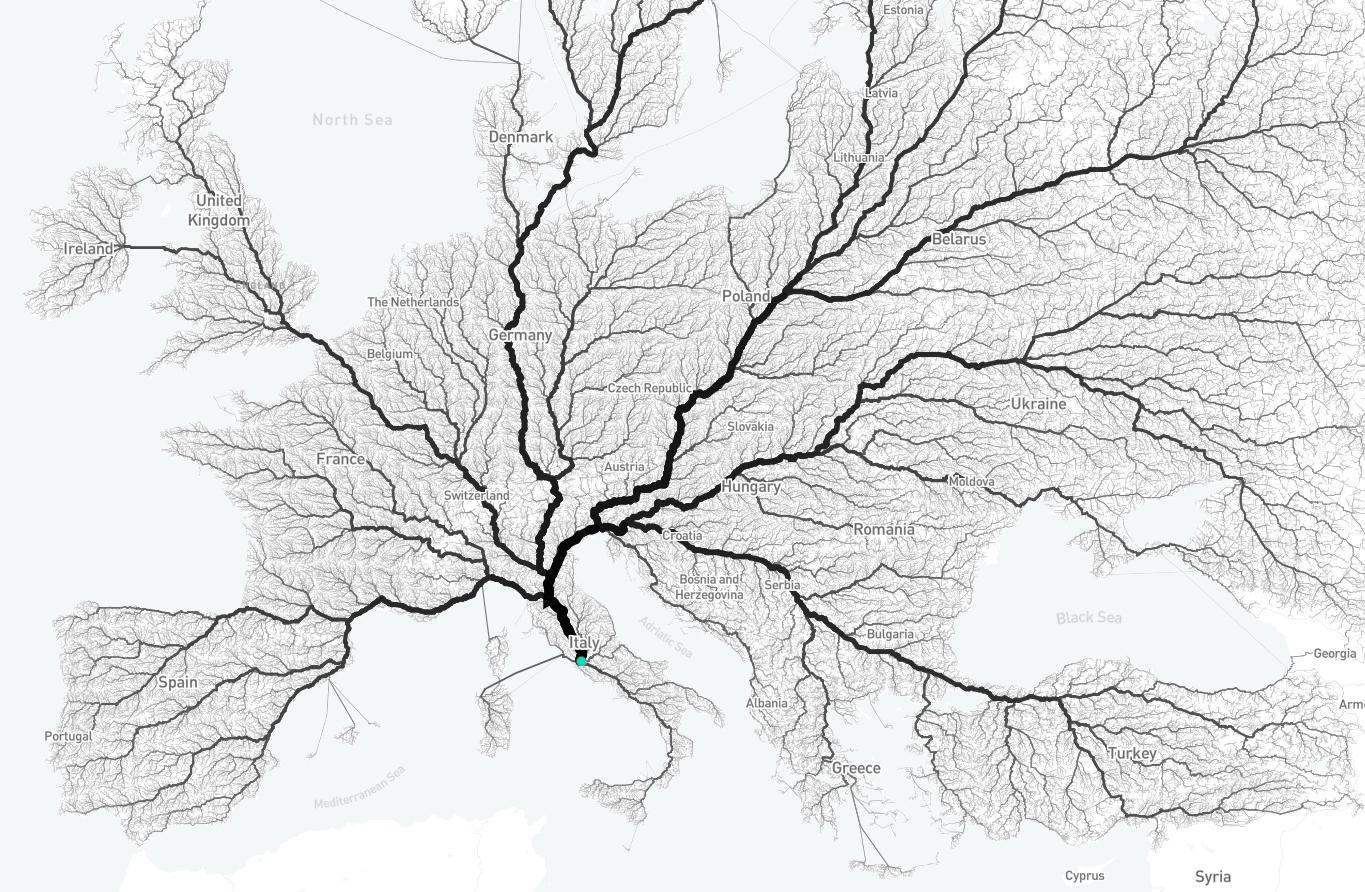 Estonia
Latvia
North Sea
Denmark
Lithuania
United
Kingdom
Ireland
Belarus
The Netherlands
Poland
Germany
Belgium
Czech Republic
Ukraine
Slovakia
France
Austria
Switzerland
Hungary
Moldova
Romania
Croatia
Bosnia and
Herzegovina
Serbia
Black Sea
Adriatic Sea
Bulgaria
Italy
Georgia
Spain
Albania
Arm
Portugal
Turkey
Greece
Mediterranean Sea
Cyprus
Syria